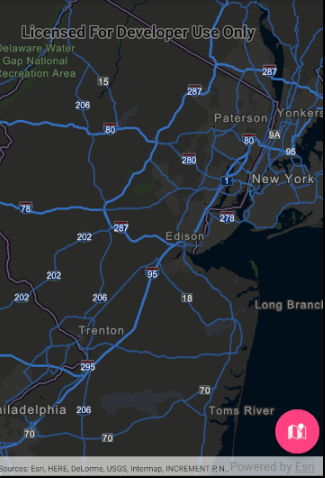 Licensed For Developer Use Only
Delaware Water
Gap National
Recreation Area
15
287
206
287
Paterson
Yonkers
80
80
9A
95
280
1
New York
78
287
278
202
Edison
202
95
202
206
18
Long Branch
Trenton
295
70
hiladelphia
206
Toms River
70
70
Sources: Esri, HERE, DeLorme, USGS, Intermap, INCREMENT P, N...
Powered by Esri